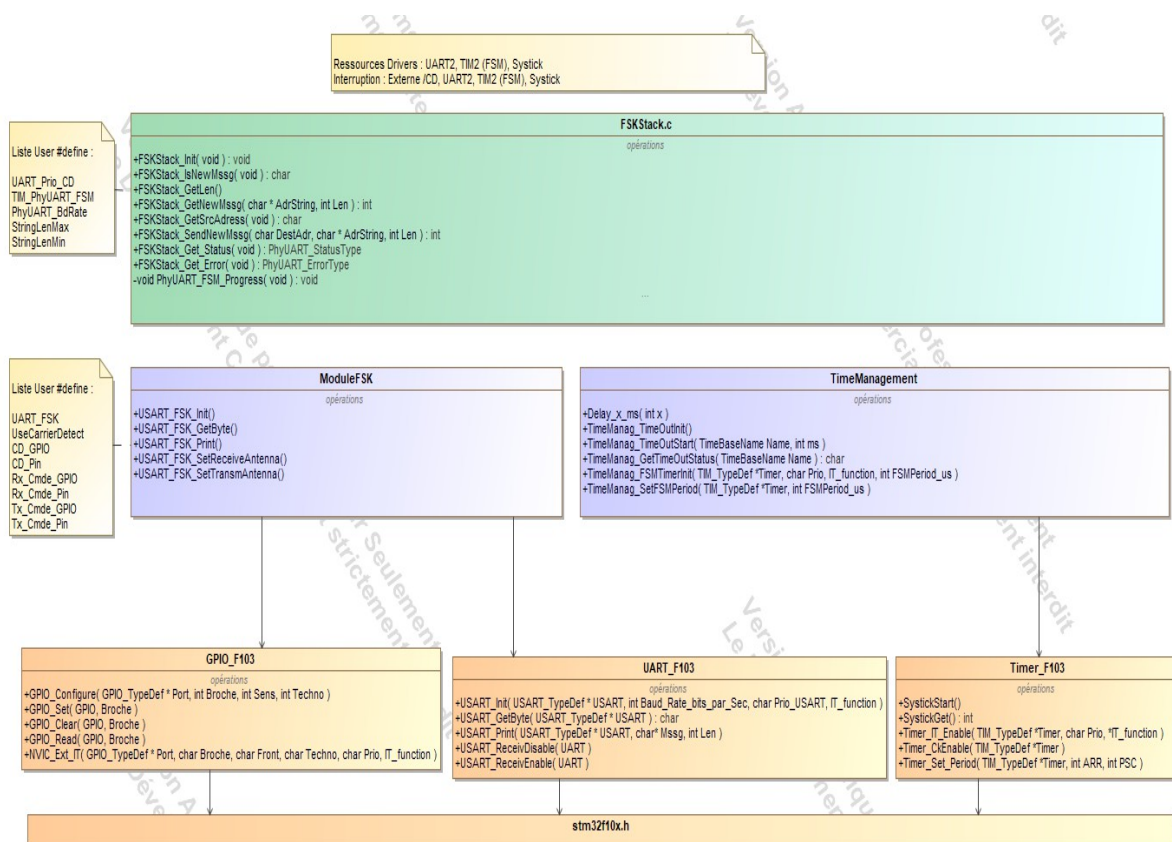 Ressources Drivers : UART2, TIM2 (FSM), Systick
Interruption : Externe /CD, UART2, TIM2 (FSM), Systick
Liste User #define :
UART_Prio_CD
TIM_PhyUART_FSM
PhyUART_BdRate
StringLenMax
StringLenMin
FSKStack.c
opérations
+FSKStack_Init( void ) : void
+FSKStack_IsNewMssg( void ) : char
+FSKStack_GetLen()
+FSKStack_GetNewMssg( char * AdrString, int Len ) : int
+FSKStack_GetSrcAdress( void ) : char
+FSKStack_SendNewMssg( char DestAdr, char * AdrString, int Len ) : int
+FSKStack_Get_Status( void ) : PhyUART_StatusType
+FSKStack_Get_Error( void ) : PhyUART_ErrorType
-void PhyUART_FSM_Progress( void ) : void
...
Liste User #define :
UART_FSK
UseCarrierDetect
CD_GPIO
CD_Pin
Rx_Cmde_GPIO
Rx_Cmde_Pin
Tx_Cmde_GPIO
Tx_Cmde_Pin
ModuleFSK
opérations
+USART_FSK_Init()
+USART_FSK_GetByte()
+USART_FSK_Print()
+USART_FSK_SetReceiveAntenna()
+USART_FSK_SetTransmAntenna()
TimeManagement
opérations
+Delay_x_ms( int x )
+TimeManag_TimeOutInit()
+TimeManag_TimeOutStart( TimeBaseName Name, int ms )
+TimeManag_GetTimeOutStatus( TimeBaseName Name ) : char
+TimeManag_FSMTimerInit( TIM_TypeDef *Timer, char Prio, IT_function, int FSMPeriod_us )
+TimeManag_SetFSMPeriod( TIM_TypeDef *Timer, int FSMPeriod_us )
GPIO_F103
opérations
+GPIO_Configure( GPIO_TypeDef * Port, int Broche, int Sens, int Techno )
+GPIO_Set( GPIO, Broche )
+GPIO_Clear( GPIO, Broche )
+GPIO_Read( GPIO, Broche )
+NVIC_Ext_IT( GPIO_TypeDef * Port, char Broche, char Front, char Techno, char Prio, IT_function )
UART_F103
opérations
+USART_Init( USART_TypeDef * USART, int Baud_Rate_bits_par_Sec, char Prio_USART, IT_function )
+USART_GetByte( USART_TypeDef * USART ) : char
+USART_Print( USART_TypeDef * USART, char* Mssg, int Len )
+USART_ReceivDisable( UART )
+USART_ReceivEnable( UART )
Timer_F103
opérations
+SystickStart()
+SystickGet() : int
+Timer_IT_Enable( TIM_TypeDef *Timer, char Prio, *IT_function )
+Timer_CkEnable( TIM_TypeDef *Timer )
+Timer_Set_Period( TIM_TypeDef *Timer, int ARR, int PSC )
stm32f10x.h